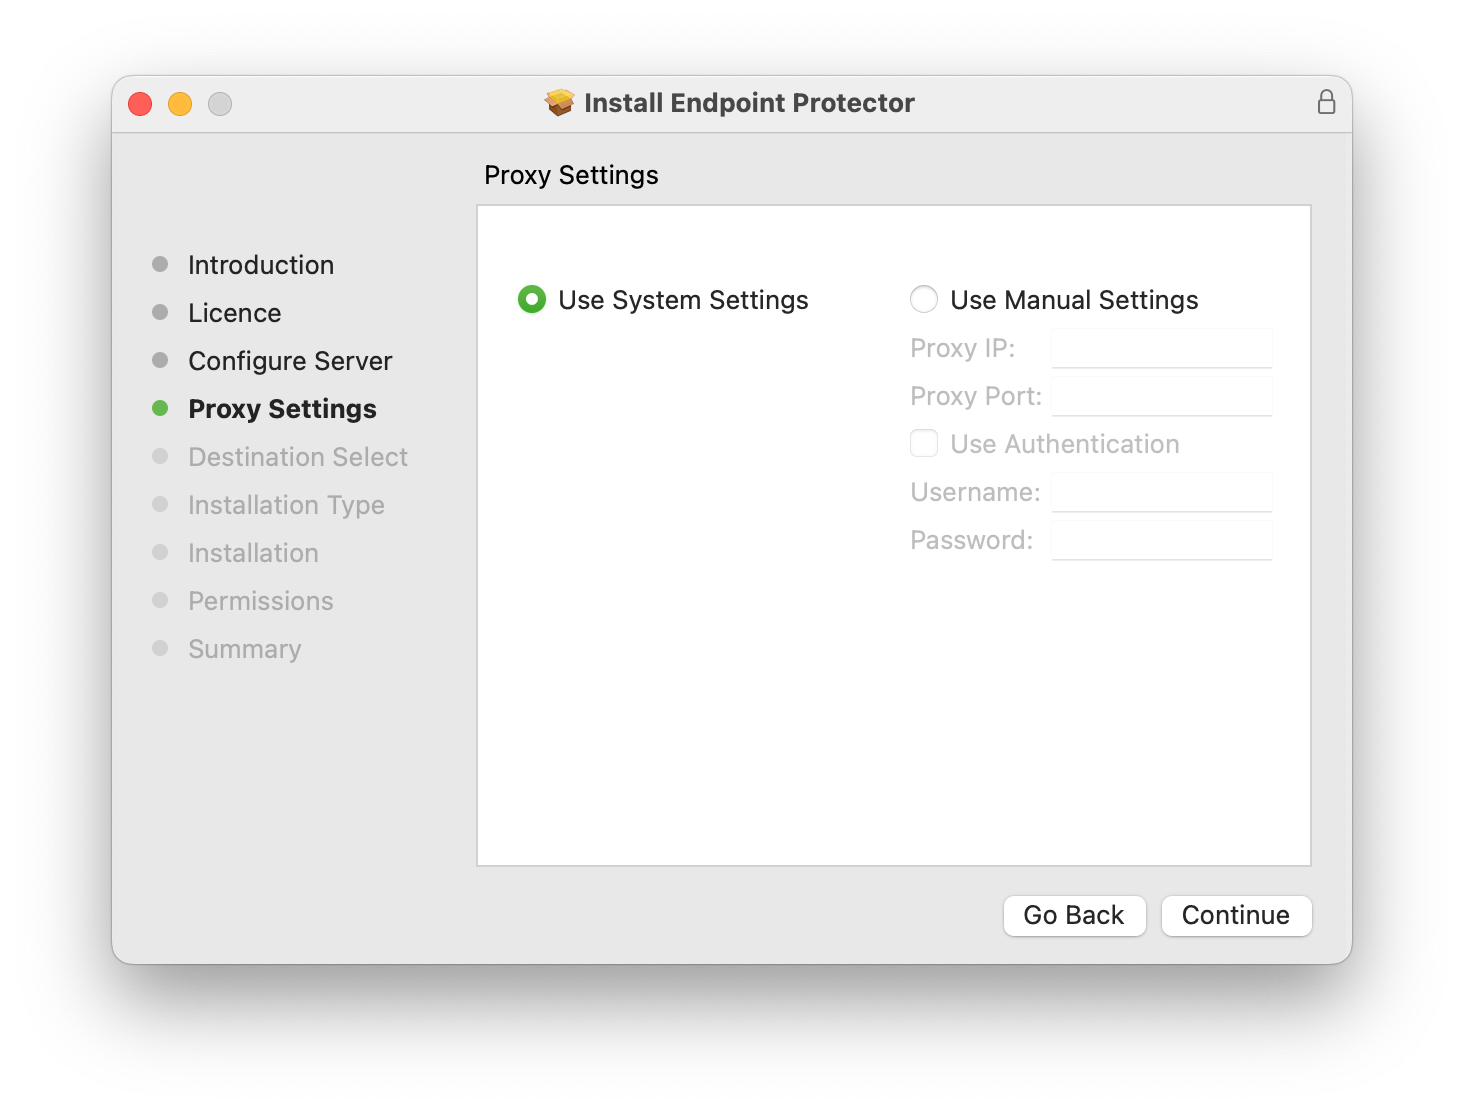 Install Endpoint Protector
Proxy Settings
Introduction
Licence
Configure Server
Proxy Settings
Destination Select
Installation Type
Installation
Permissions
Summary
Use System Settings
Use Manual Settings
Proxy IP:
Proxy Port:
Use Authentication
Username:
Password:
Go Back
Continue